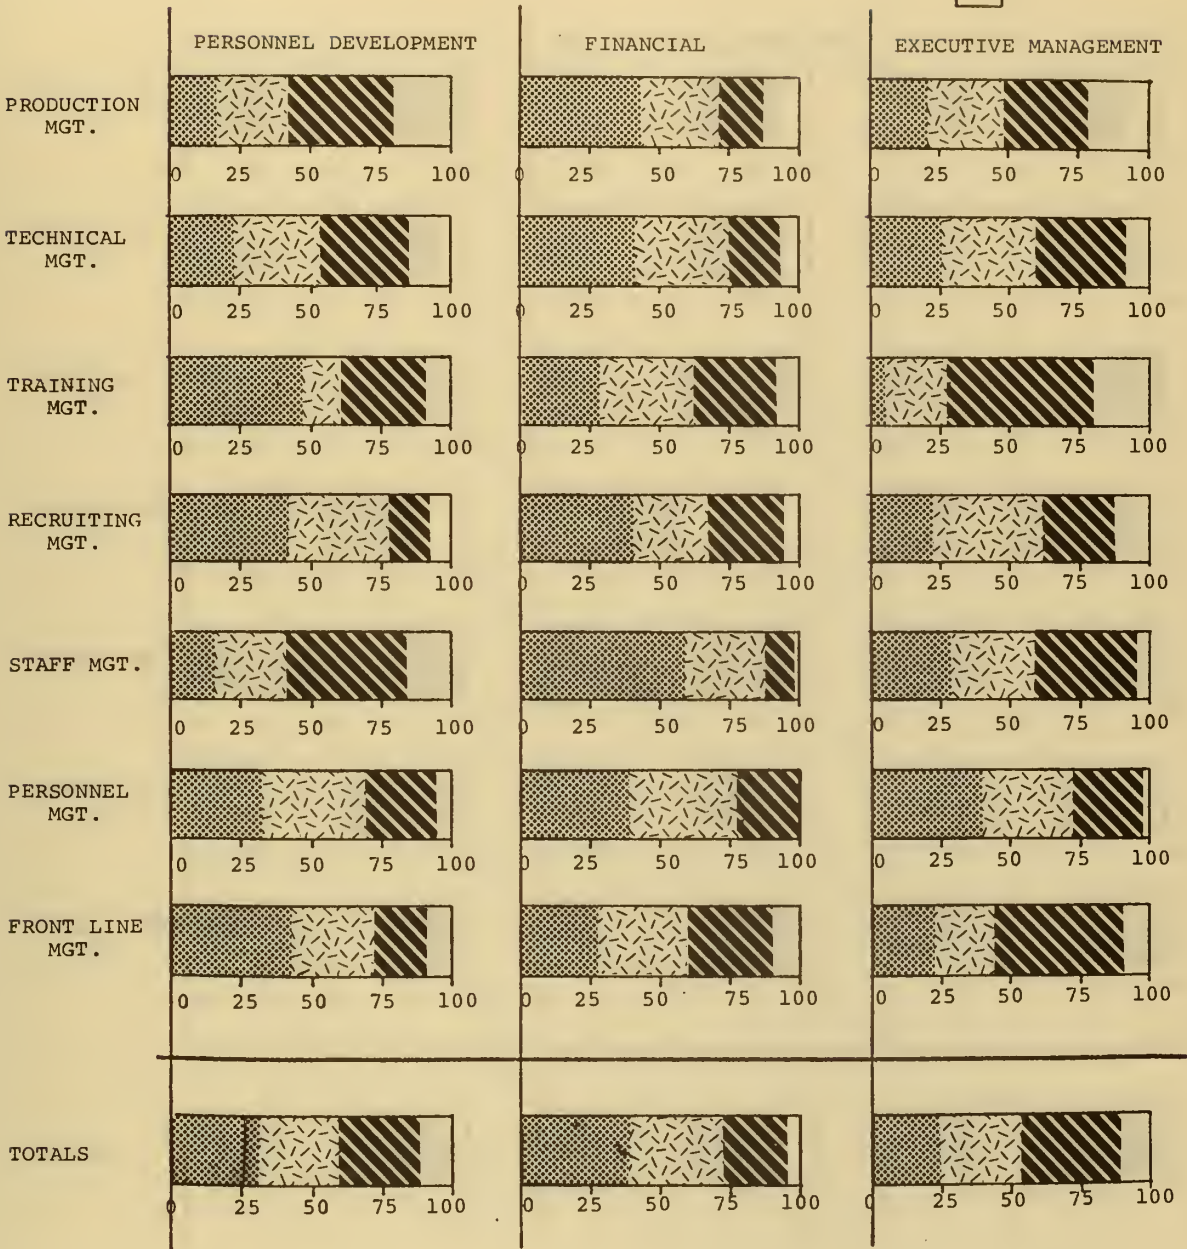 PERSONNEL DEVELOPMENT FINANCIAL EXECUTIVE MANAGEMENT
PRODUCTION
MGT.
0 25 50 75 100 0 25 50 75 100 0 25 50 75 100
TECHNICAL
MGT.
0 25 50 75 100 0 25 50 75 100 0 25 50 75 100
TRAINING
MGT.
0 25 50 75 100 0 25 50 75 100 0 25 50 75 100
RECRUITING
MGT.
0 25 50 75 100 0 25 50 75 100 0 25 50 75 100
STAFF MGT.
0 25 50 75 100 0 25 50 75 100 0 25 50 75 100
PERSONNEL
MGT.
0 25 50 75 100 0 25 50 75 100 0 25 50 75 100
FRONT LINE
MGT.
0 25 50 75 100 0 25 50 75 100 0 25 50 75 100
TOTALS
0 25 50 75 100 0 25 50 75 100 0 25 50 75 100